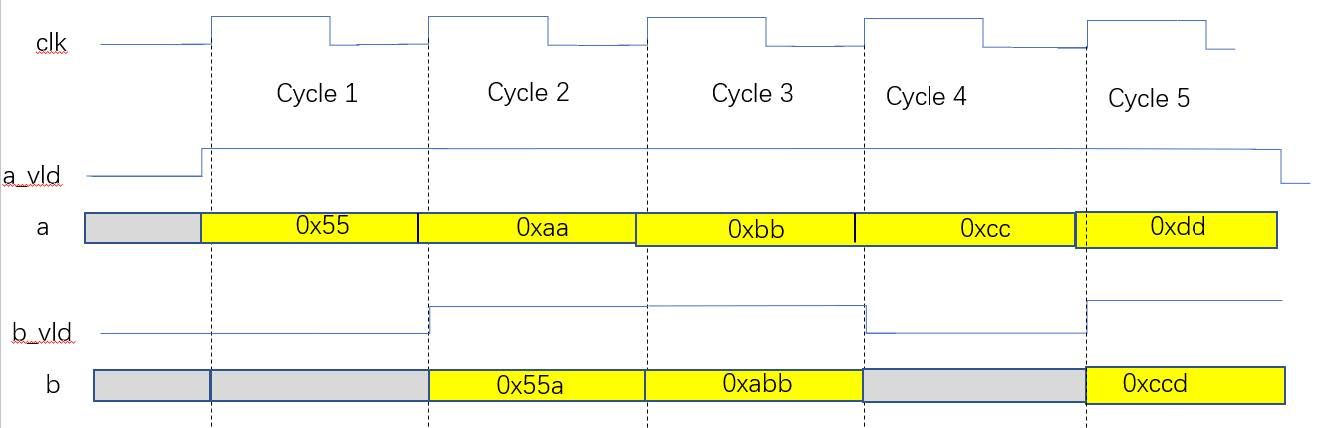 clk
Cycle 1 Cycle 2 Cycle 3 Cycle 4 Cycle 5
a_vld
a 0x55 0xaa 0xbb 0xcc 0xdd
b_vld
b 0x55a 0xabb 0xccd